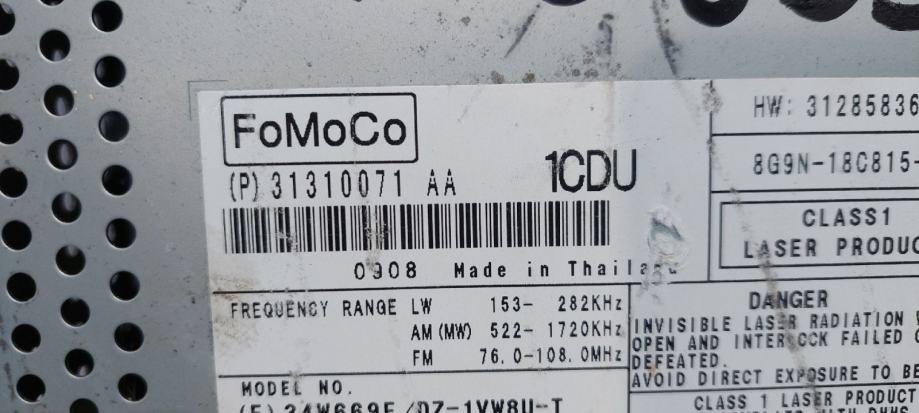 FoMoCo
(P) 31310071 AA 1CDU
0908 Made in Thailand
FREQUENCY RANGE LW 153- 282KHz
AM (MW) 522- 1720KHz
FM 76.0-108.0MHz
MODEL NO.
HW: 31285836
8G9N-18C815-
CLASS1
LASER PRODUC
DANGER
INVISIBLE LASER RADIATION
OPEN AND INTERLOCK FAILED
DEFEATED.
AVOID DIRECT EXPOSURE TO BE
CLASS 1 LASER PRODUCT